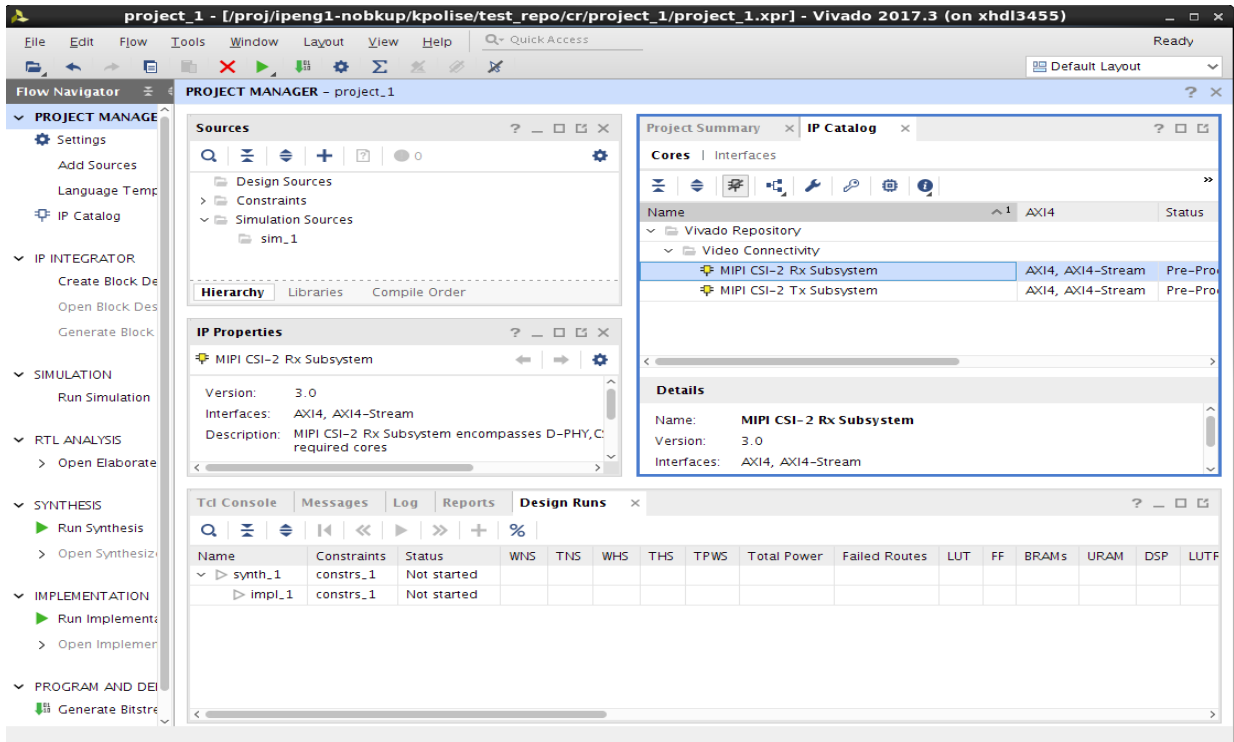 project_1 - [/proj/ipeng1-nobkup/kpolise/test_repo/cr/project_1/project_1.xpr] - Vivado 2017.3 (on xhdl3455)
File Edit Flow Tools Window Layout View Help Quick Access Ready
Default Layout
Flow Navigator
PROJECT MANAGER - project_1
PROJECT MANAGE
Settings
Add Sources
Language Temp
IP Catalog
IP INTEGRATOR
Create Block De
Open Block Des
Generate Block
SIMULATION
Run Simulation
RTL ANALYSIS
Open Elaborate
SYNTHESIS
Run Synthesis
Open Synthesiz
IMPLEMENTATION
Run Implementa
Open Implemen
PROGRAM AND DE
Generate Bitstre
Sources
0
Design Sources
Constraints
Simulation Sources
sim_1
Hierarchy Libraries Compile Order
IP Properties
MIPI CSI-2 Rx Subsystem
Version: 3.0
Interfaces: AXI4, AXI4-Stream
Description: MIPI CSI-2 Rx Subsystem encompasses D-PHY, C
required cores
Project Summary IP Catalog
Cores | Interfaces
Name 1 AXI4 Status
Vivado Repository
Video Connectivity
MIPI CSI-2 Rx Subsystem AXI4, AXI4-Stream Pre-Pro
MIPI CSI-2 Tx Subsystem AXI4, AXI4-Stream Pre-Pro
Details
Name: MIPI CSI-2 Rx Subsystem
Version: 3.0
Interfaces: AXI4, AXI4-Stream
Tcl Console Messages Log Reports Design Runs
Name Constraints Status WNS TNS WHS THS TPWS Total Power Failed Routes LUT FF BRAMs URAM DSP LUTR
synth_1 constrs_1 Not started
impl_1 constrs_1 Not started